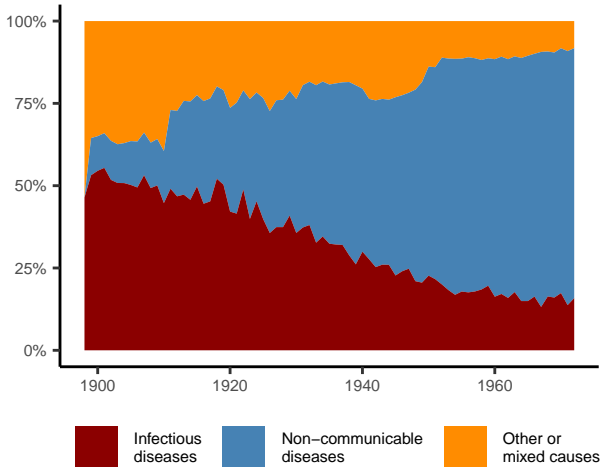 100%
75%
50%
25%
0%
1900 1920 1940 1960
Infectious diseases
Non−communicable diseases
Other or mixed causes